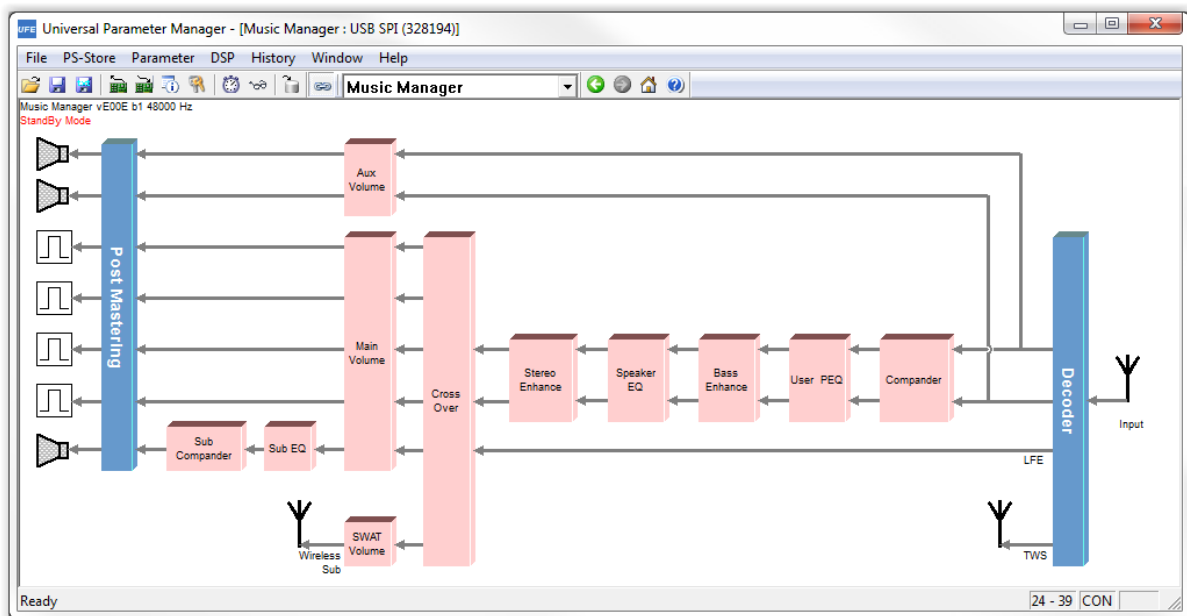 UFE Universal Parameter Manager - [Music Manager : USB SPI (328194)]
File PS-Store Parameter DSP History Window Help
Music Manager
Music Manager vE00E b1 48000 Hz
StandBy Mode
Aux
Volume
Post Mastering
Main
Volume
Cross
Over
Stereo
Enhance
Speaker
EQ
Bass
Enhance
User PEQ
Compander
Decoder
Input
Sub
Compander
Sub EQ
LFE
SWAT
Volume
Wireless
Sub
TWS
Ready
24 - 39 CON